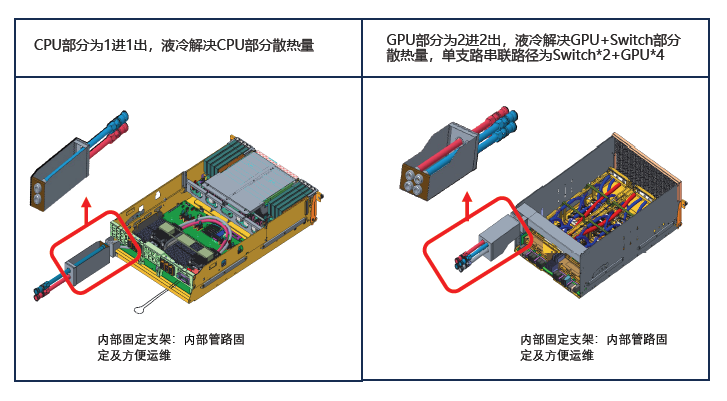 CPU部分为1进1出，液冷解决CPU部分散热量
GPU部分为2进2出，液冷解决GPU+Switch部分
散热量，单支路串联路径为Switch*2+GPU*4
内部固定支架：内部管路固
定及方便运维
内部固定支架：内部管路固
定及方便运维